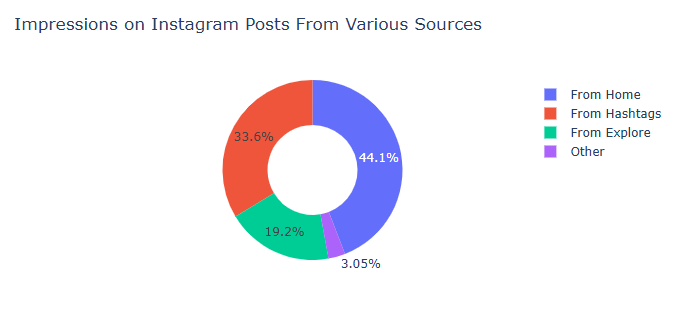 Impressions on Instagram Posts From Various Sources
From Home
From Hashtags
From Explore
Other
33.6%
44.1%
19.2%
3.05%